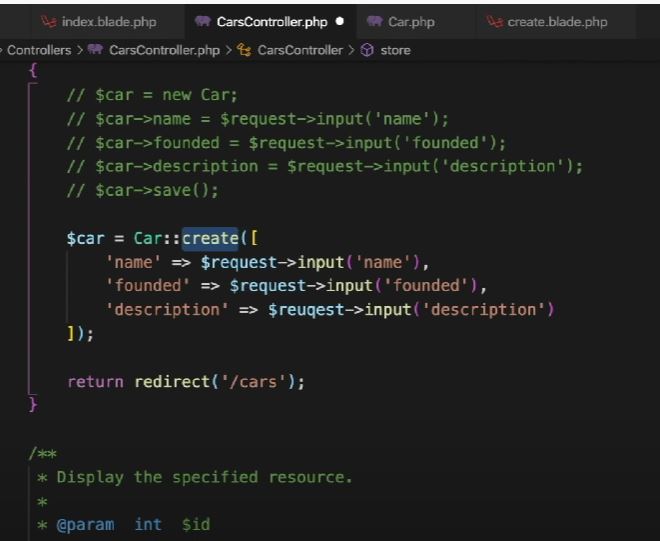 index.blade.php CarsController.php Car.php create.blade.php
Controllers > CarsController.php > CarsController > store
{
// $car = new Car;
// $car->name = $request->input('name');
// $car->founded = $request->input('founded');
// $car->description = $request->input('description');
// $car->save();
$car = Car::create([
'name' => $request->input('name'),
'founded' => $request->input('founded'),
'description' => $reuqest->input('description')
]);
return redirect('/cars');
}
/**
* Display the specified resource.
*
* @param int $id